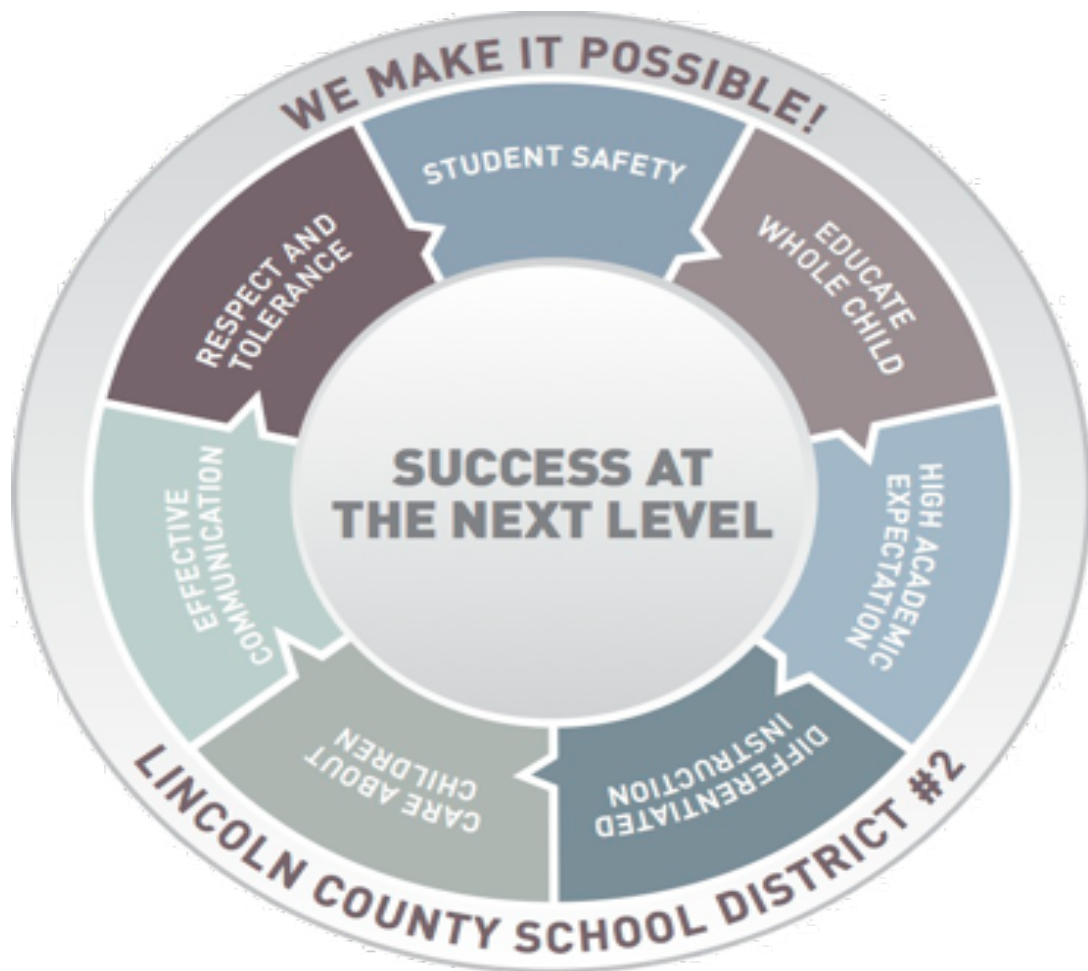 WE MAKE IT POSSIBLE!
STUDENT SAFETY
EDUCATE
WHOLE CHILD
HIGH ACADEMIC
EXPECTATION
DIFFERENTIATED
INSTRUCTION
CARE ABOUT
CHILDREN
EFFECTIVE
COMMUNICATION
RESPECT AND
TOLERANCE
SUCCESS AT
THE NEXT LEVEL
LINCOLN COUNTY SCHOOL DISTRICT #2